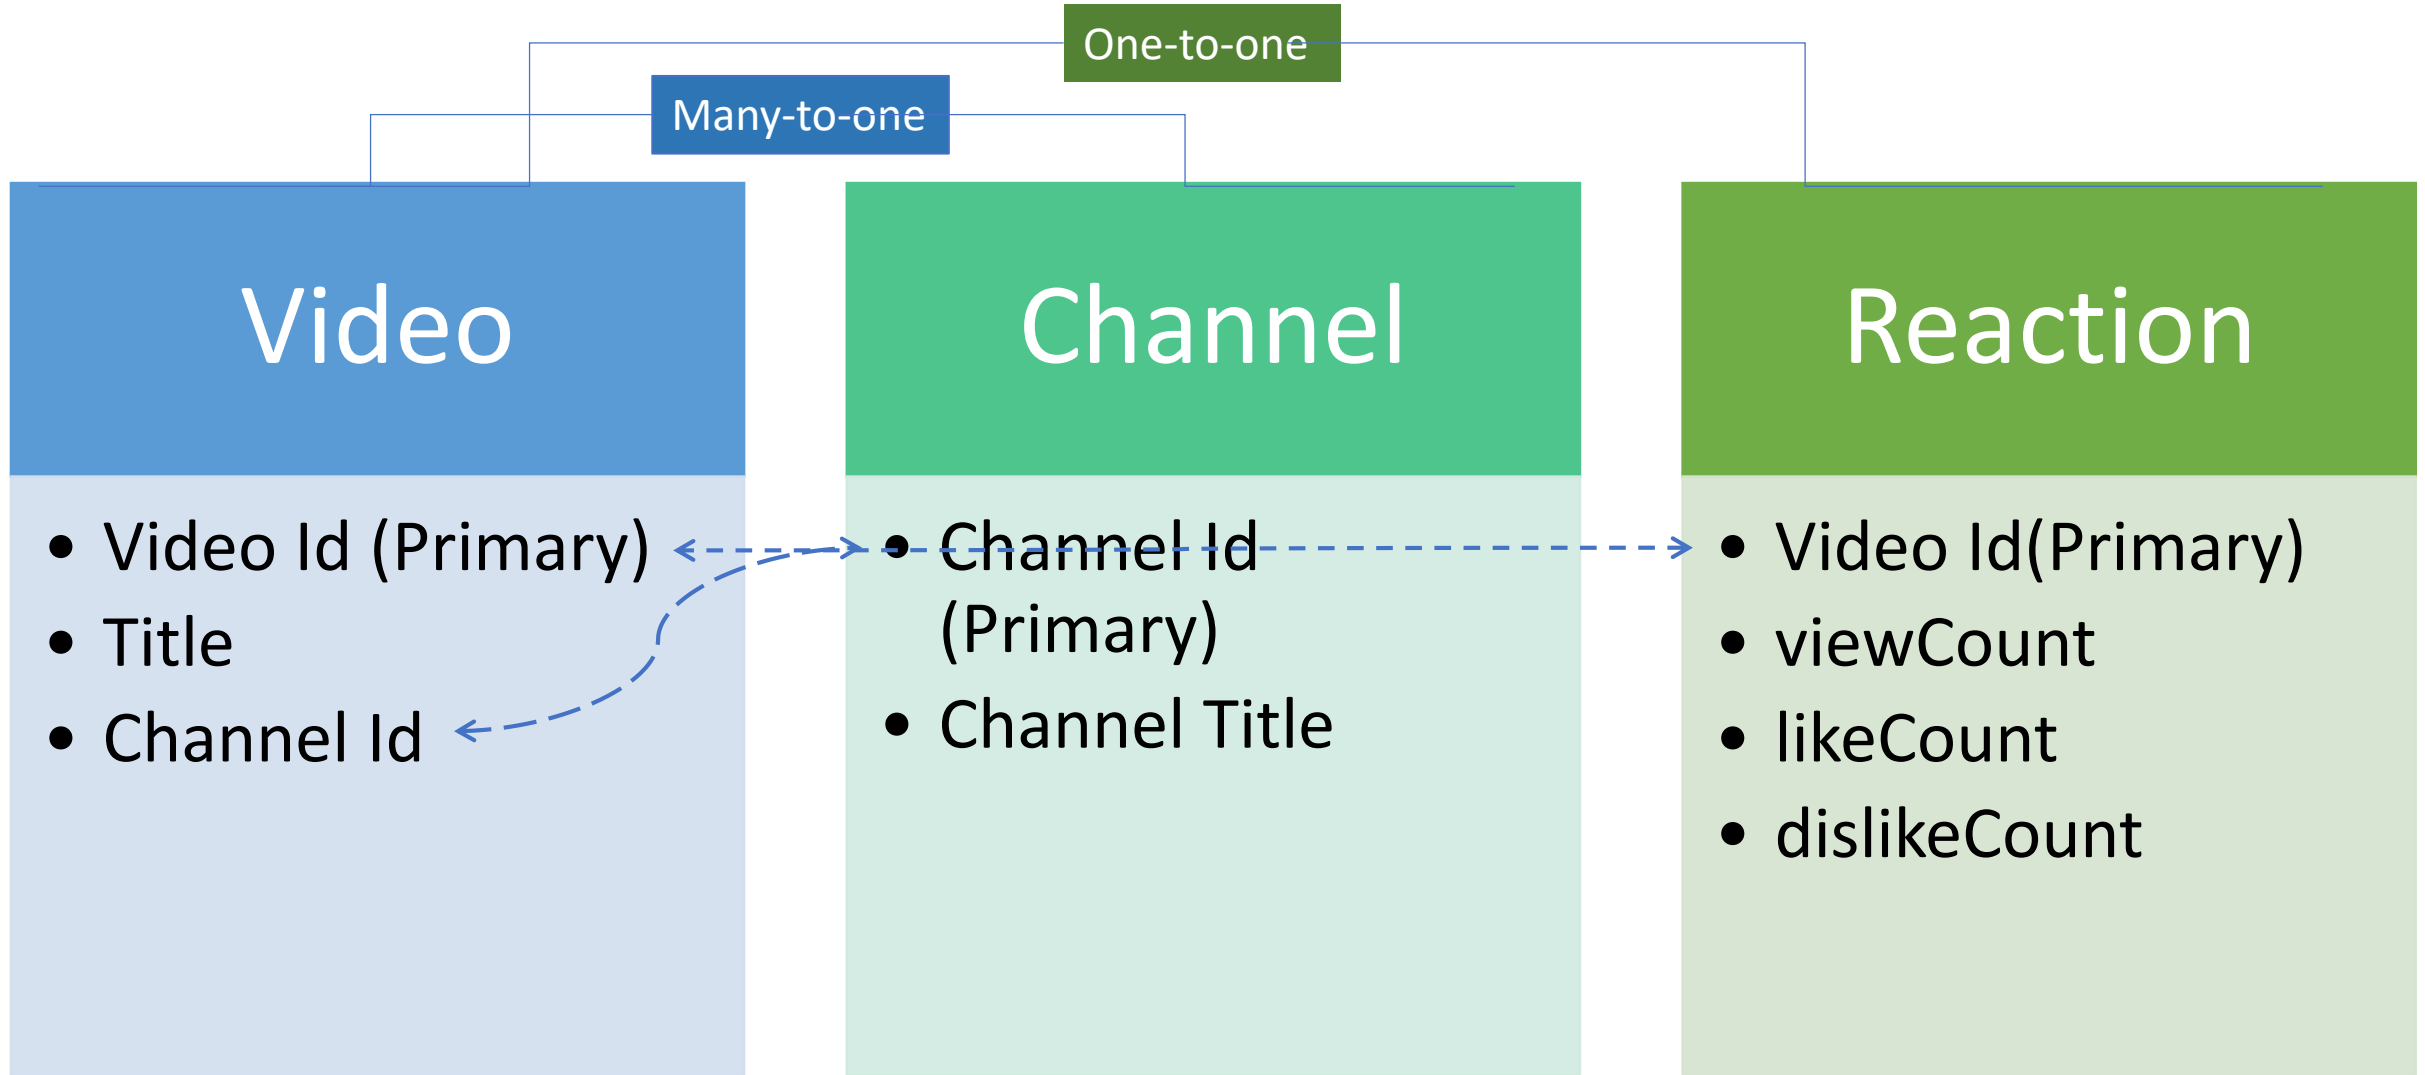 One-to-one
Many-to-one
Video
Channel
Reaction
• Video Id (Primary)
• Title
• Channel Id
• Channel Id
(Primary)
• Channel Title
• Video Id(Primary)
• viewCount
• likeCount
• dislikeCount